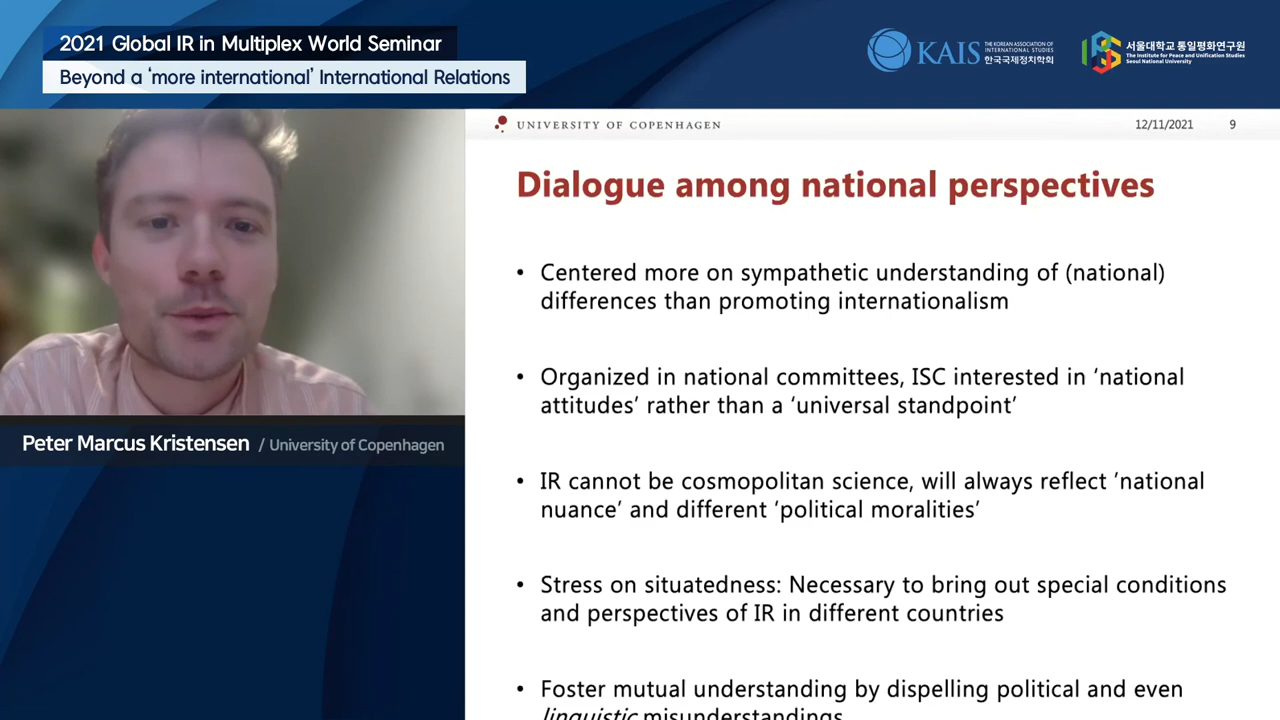 2021 Global IR in Multiplex World Seminar
Beyond a ‘more international’ International Relations
KAIS THE KOREAN ASSOCIATION OF
INTERNATIONAL STUDIES
한국국제정치학회
서울대학교 통일평화연구원
The Institute for Peace and Unification Studies
Seoul National University
UNIVERSITY OF COPENHAGEN
12/11/2021 9
Dialogue among national perspectives
• Centered more on sympathetic understanding of (national)
differences than promoting internationalism
• Organized in national committees, ISC interested in ‘national
attitudes’ rather than a ‘universal standpoint’
• IR cannot be cosmopolitan science, will always reflect ‘national
nuance’ and different ‘political moralities’
• Stress on situatedness: Necessary to bring out special conditions
and perspectives of IR in different countries
• Foster mutual understanding by dispelling political and even
linguistic misunderstandings
Peter Marcus Kristensen / University of Copenhagen